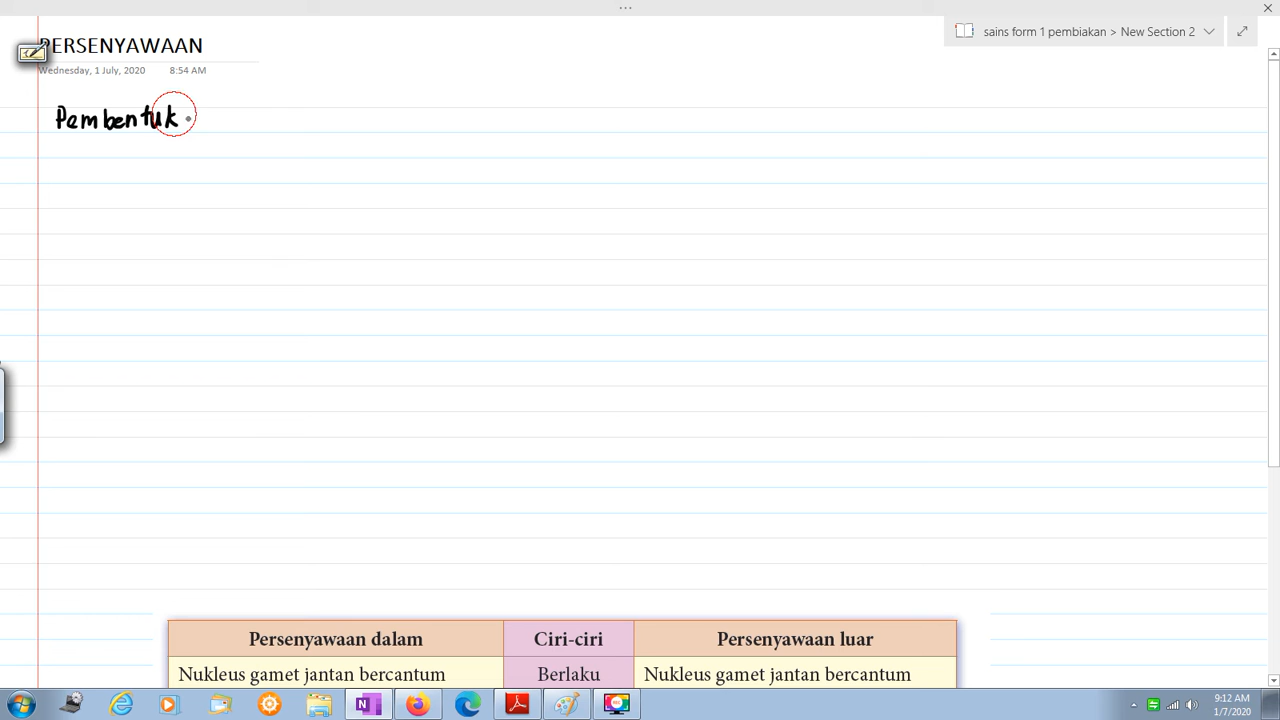 ...
sains form 1 pembiakan > New Section 2
PERSENYAWAAN
Wednesday, 1 July, 2020 8:54 AM
Pembentuk
Persenyawaan dalam Ciri-ciri Persenyawaan luar
Nukleus gamet jantan bercantum Berlaku Nukleus gamet jantan bercantum
9:12 AM
1/7/2020